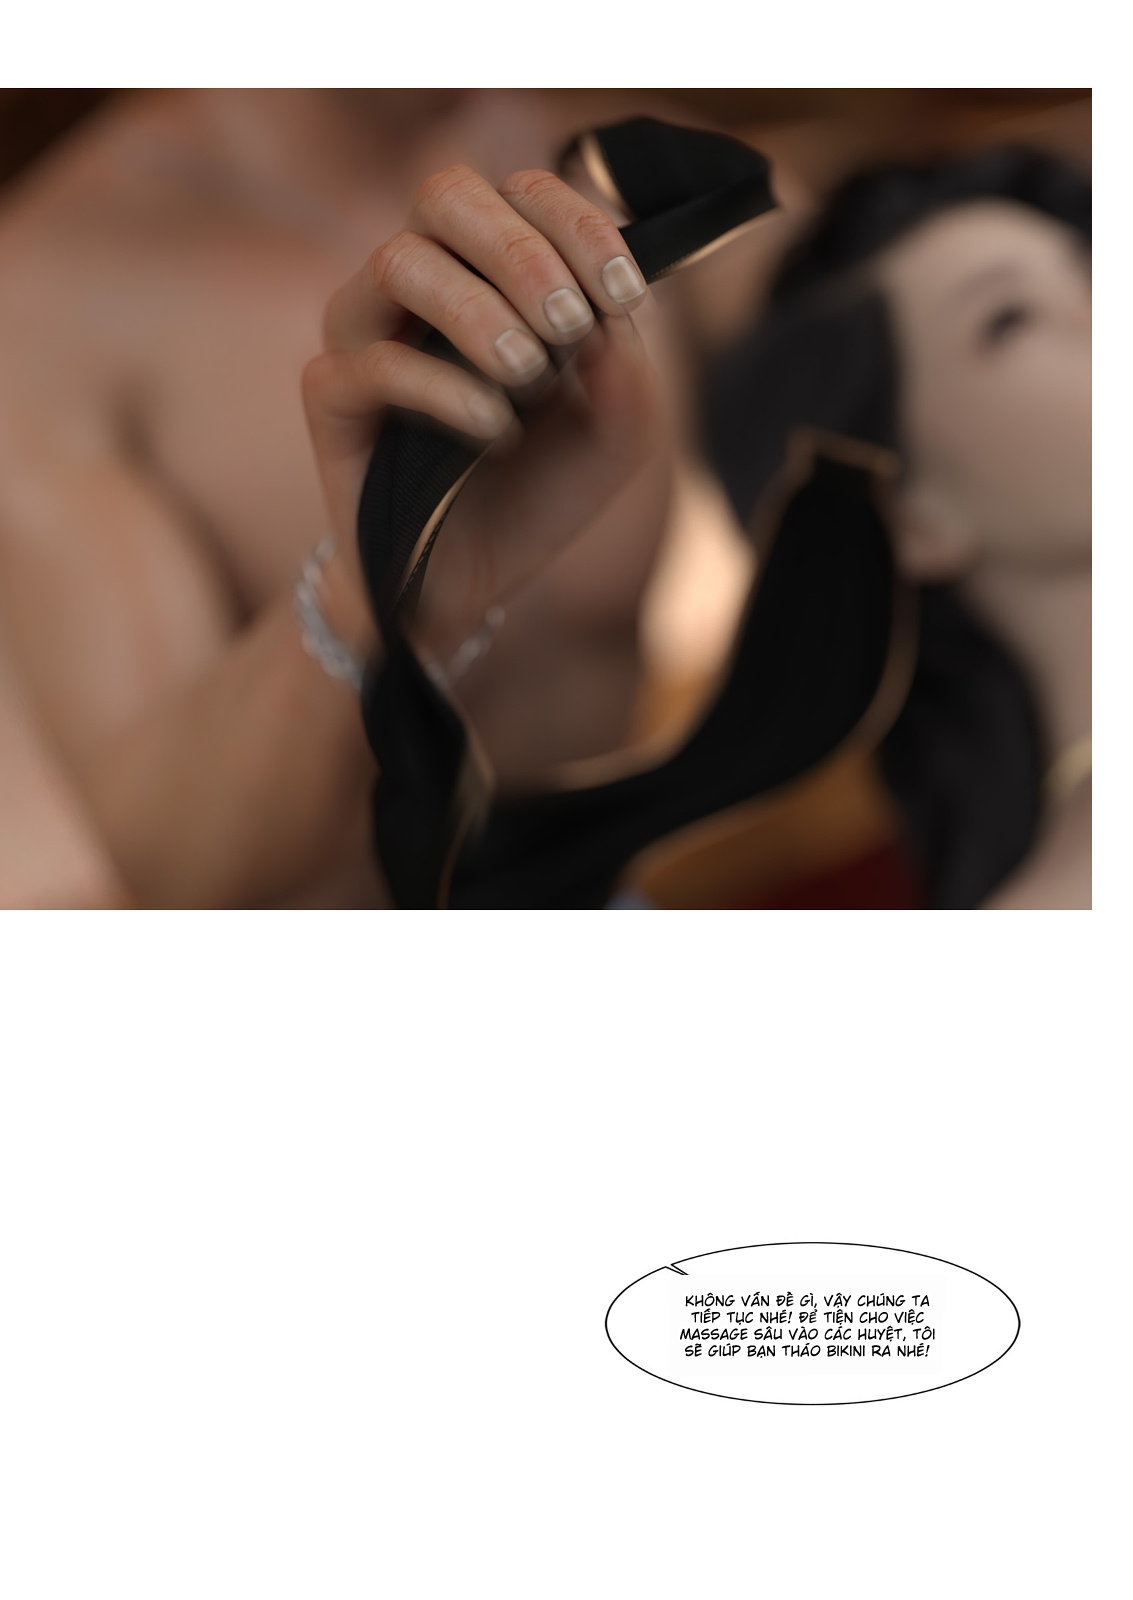 KHÔNG VẤN ĐỀ GÌ, VẬY CHÚNG TA
TIẾP TỤC NHÉ! ĐỂ TIỆN CHO VIỆC
MASSAGE SÂU VÀO CÁC HUYỆT, TÔI
SẼ GIÚP BẠN THÁO BIKINI RA NHÉ!